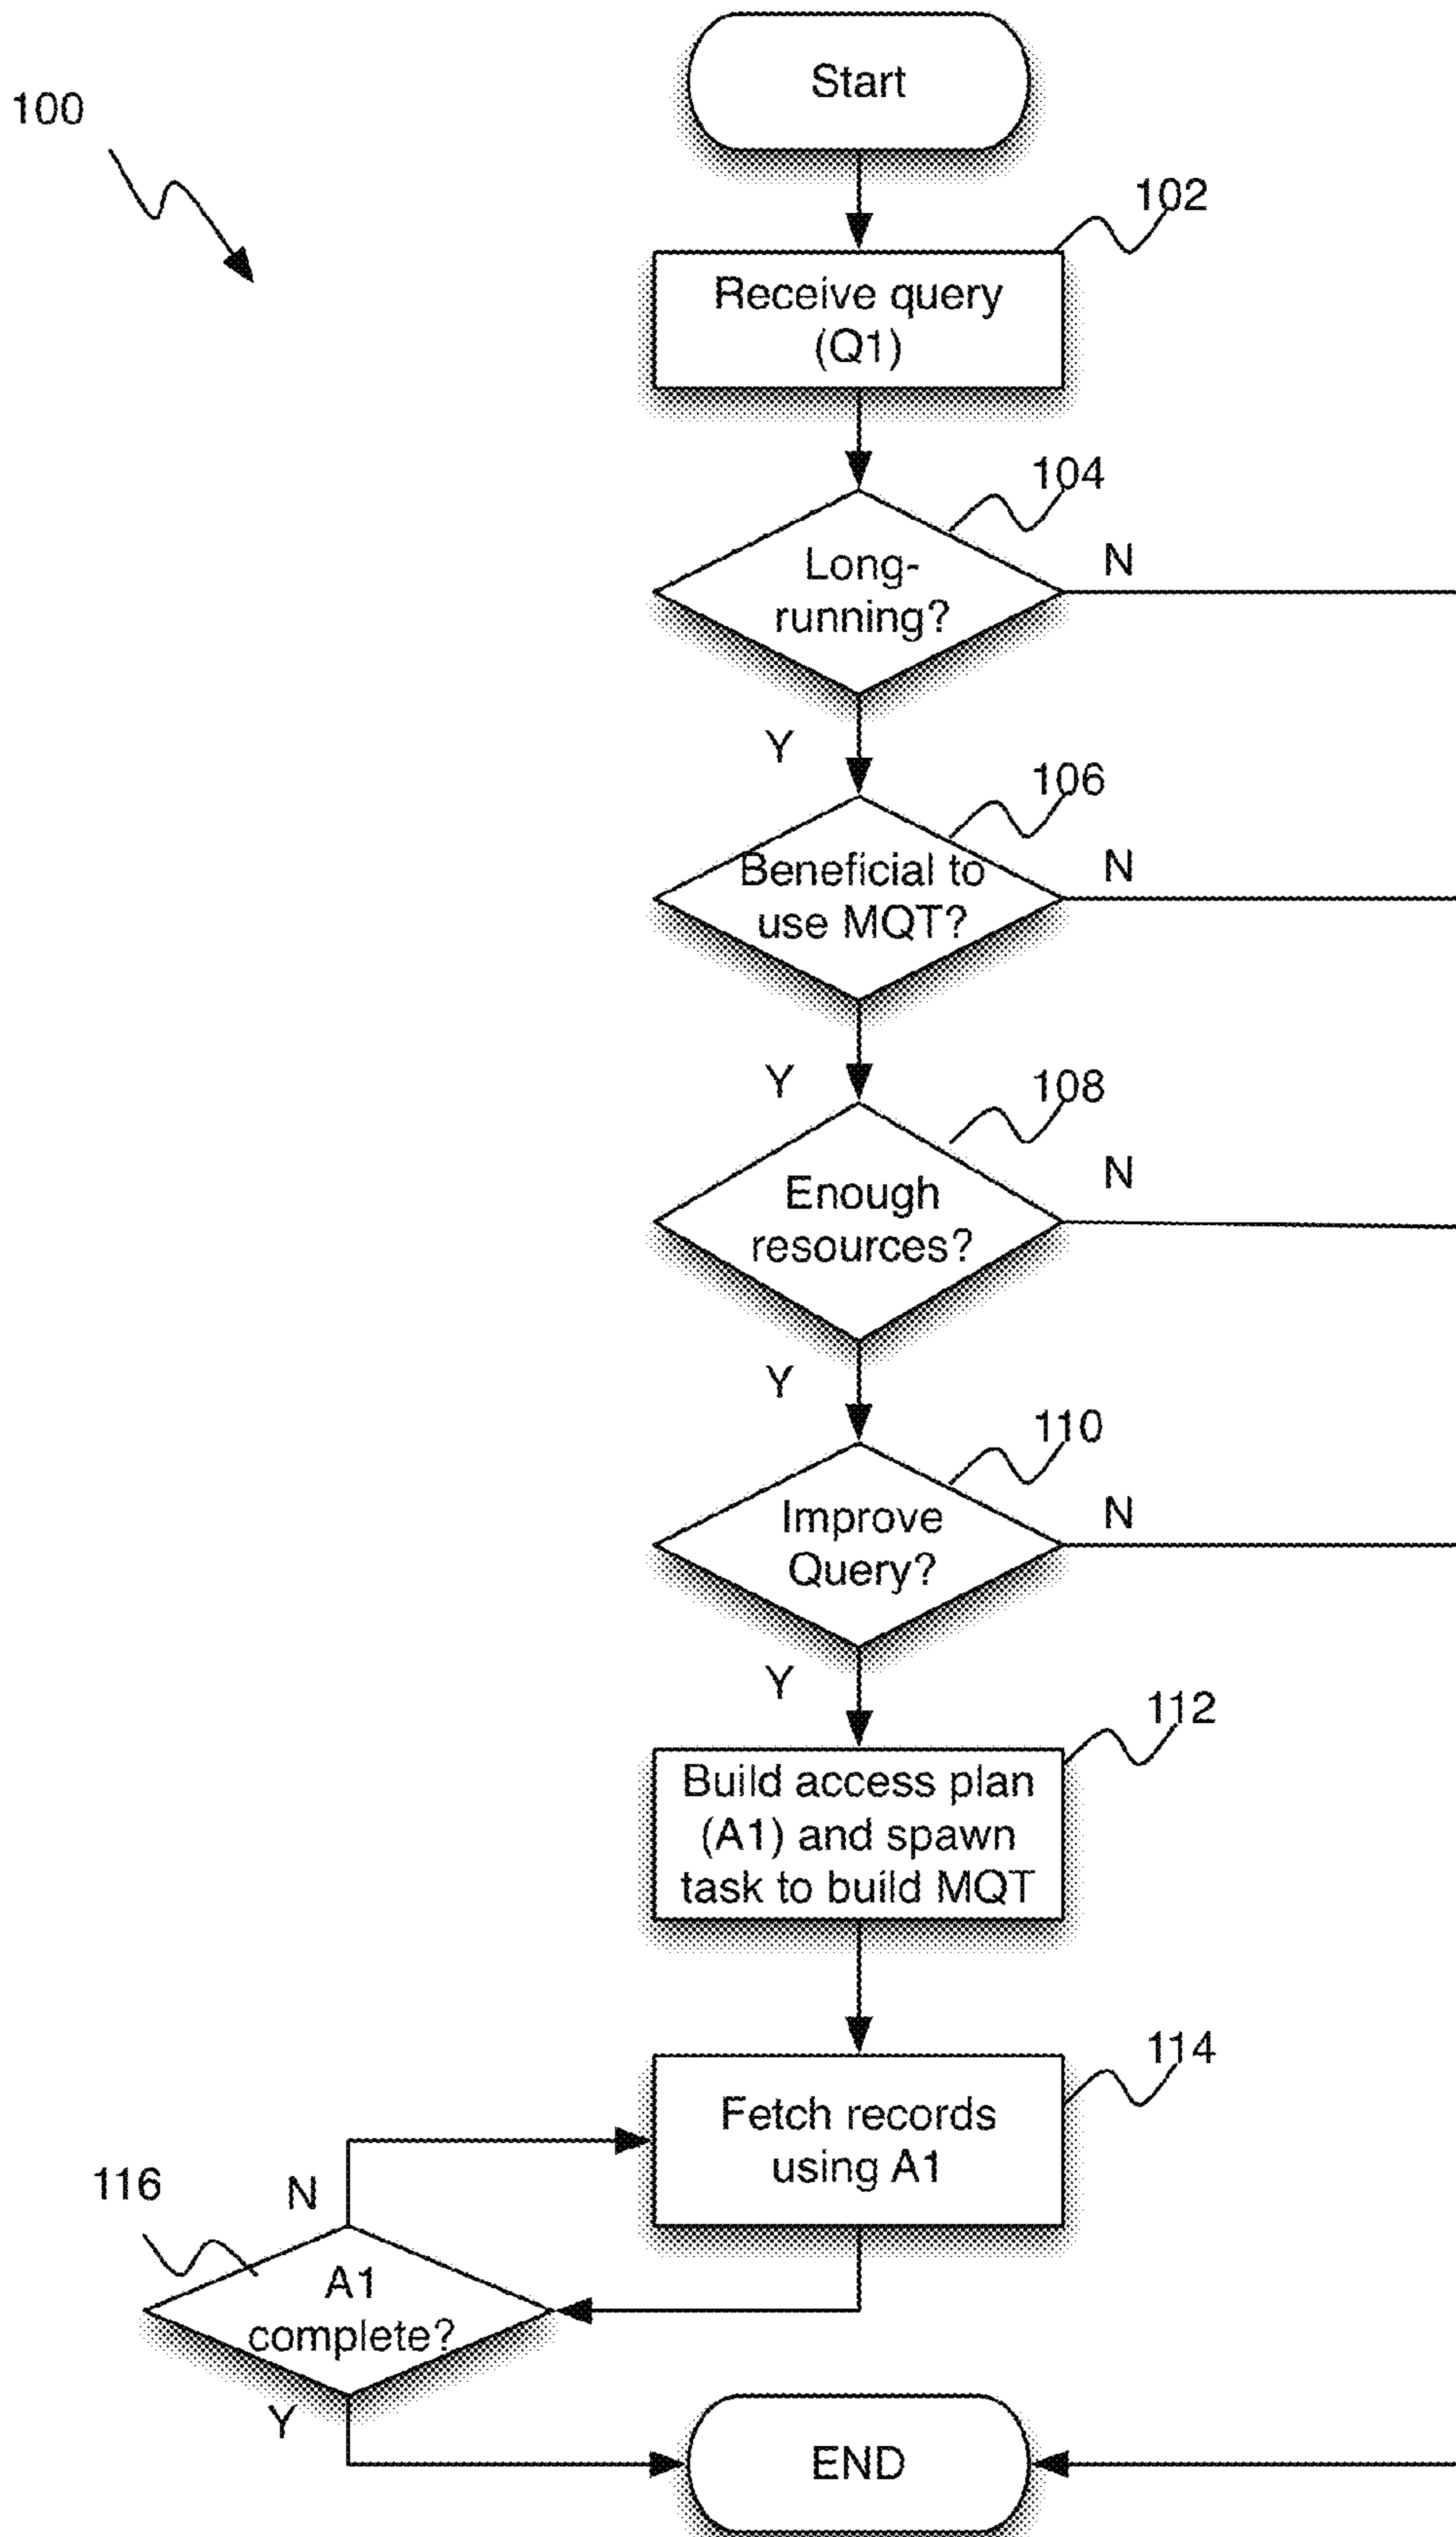 Start
100
102
Receive query
(Q1)
104
Long-
running?
N
Y
106
Beneficial to
use MQT?
N
Y
108
Enough
resources?
N
Y
110
Improve
Query?
N
Y
112
Build access plan
(A1) and spawn
task to build MQT
114
Fetch records
using A1
116
N
A1
complete?
Y
END